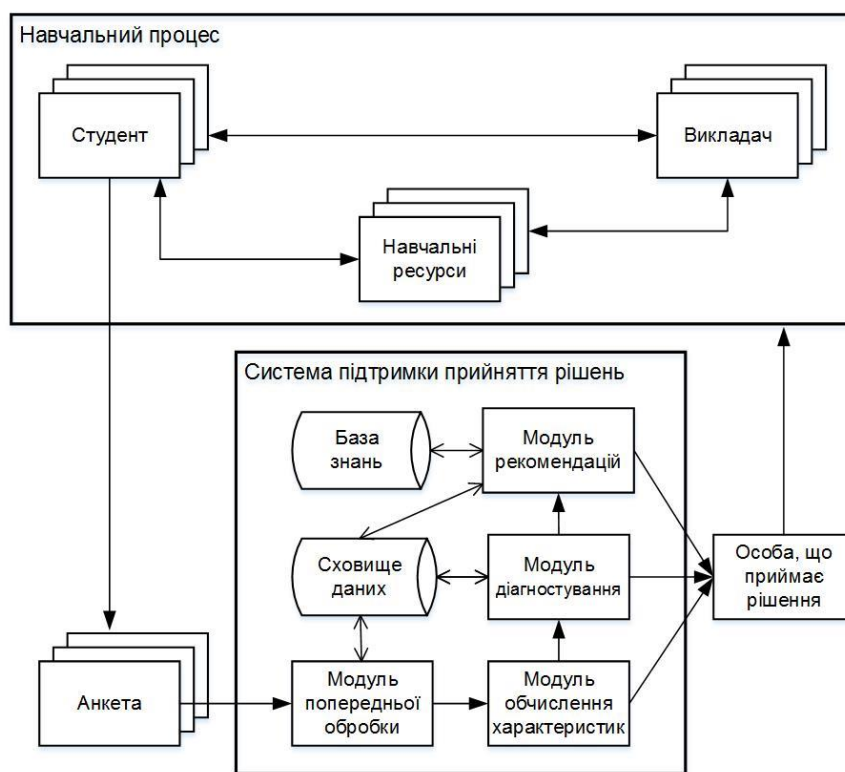 Навчальний процес
Студент
Викладач
Навчальні
ресурси
Система підтримки прийняття рішень
База
знань
Модуль
рекомендацій
Сховище
даних
Модуль
діагностування
Особа, що
приймає
рішення
Анкета
Модуль
попередньої
обробки
Модуль
обчислення
характеристик